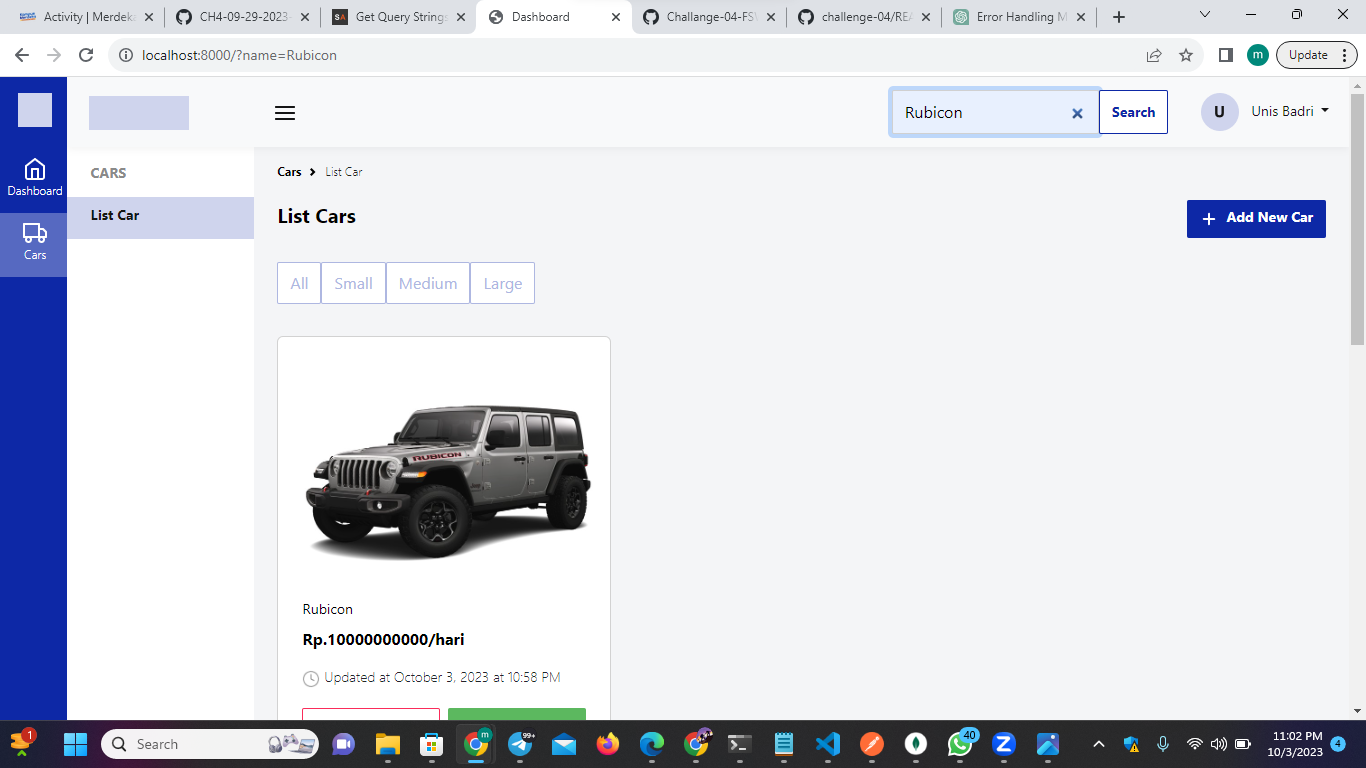 Activity | Merdeka
CH4-09-29-2023-
Get Query Strings
Dashboard
Challange-04-FSW
challenge-04/REA
Error Handling M
localhost:8000/?name=Rubicon
m
Update
Rubicon
Search
U
Unis Badri
Dashboard
Cars
CARS
List Car
Cars
List Car
List Cars
Add New Car
All
Small
Medium
Large
RUBICON
Rubicon
Rp.10000000000/hari
Updated at October 3, 2023 at 10:58 PM
1
Search
m
99+
40
Z
11:02 PM
10/3/2023
4